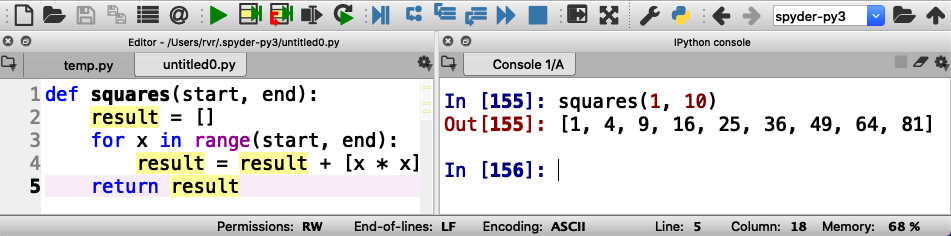 spyder-py3
Editor - /Users/rvr/.spyder-py3/untitled0.py
temp.py
untitled0.py
1 def squares(start, end):
2     result = []
3     for x in range(start, end):
4         result = result + [x * x]
5     return result
IPython console
Console 1/A
In [155]: squares(1, 10)
Out[155]: [1, 4, 9, 16, 25, 36, 49, 64, 81]
In [156]:
Permissions: RW End-of-lines: LF Encoding: ASCII Line: 5 Column: 18 Memory: 68 %